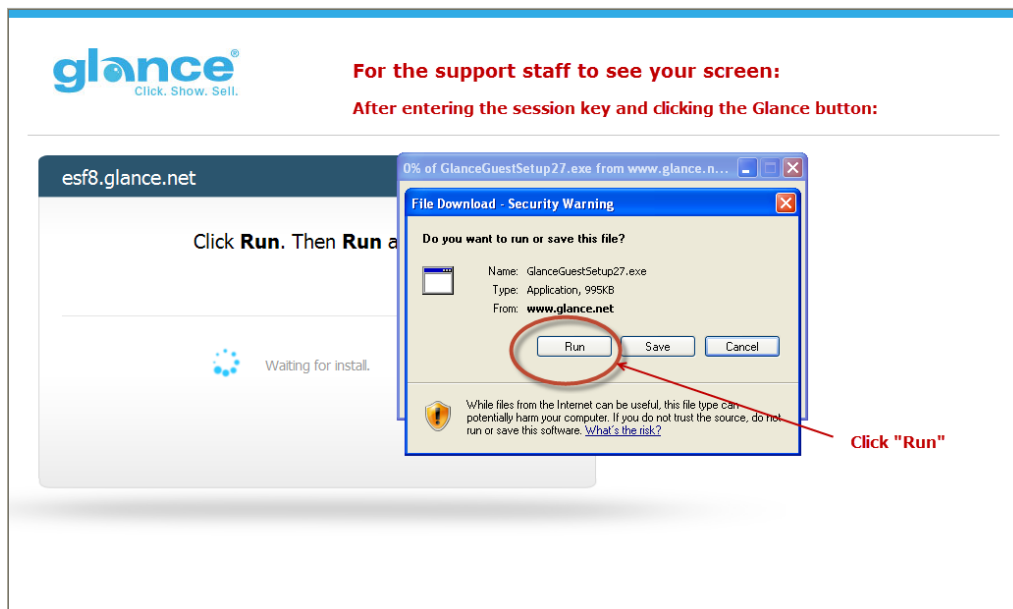 glance®
Click. Show. Sell.
For the support staff to see your screen:
After entering the session key and clicking the Glance button:
esf8.glance.net
Click Run. Then Run a
Waiting for install.
0% of GlanceGuestSetup27.exe from www.glance.n...
File Download - Security Warning
Do you want to run or save this file?
Name: GlanceGuestSetup27.exe
Type: Application, 995KB
From: www.glance.net
Run Save Cancel
While files from the Internet can be useful, this file type can
potentially harm your computer. If you do not trust the source, do not
run or save this software. What's the risk?
Click "Run"